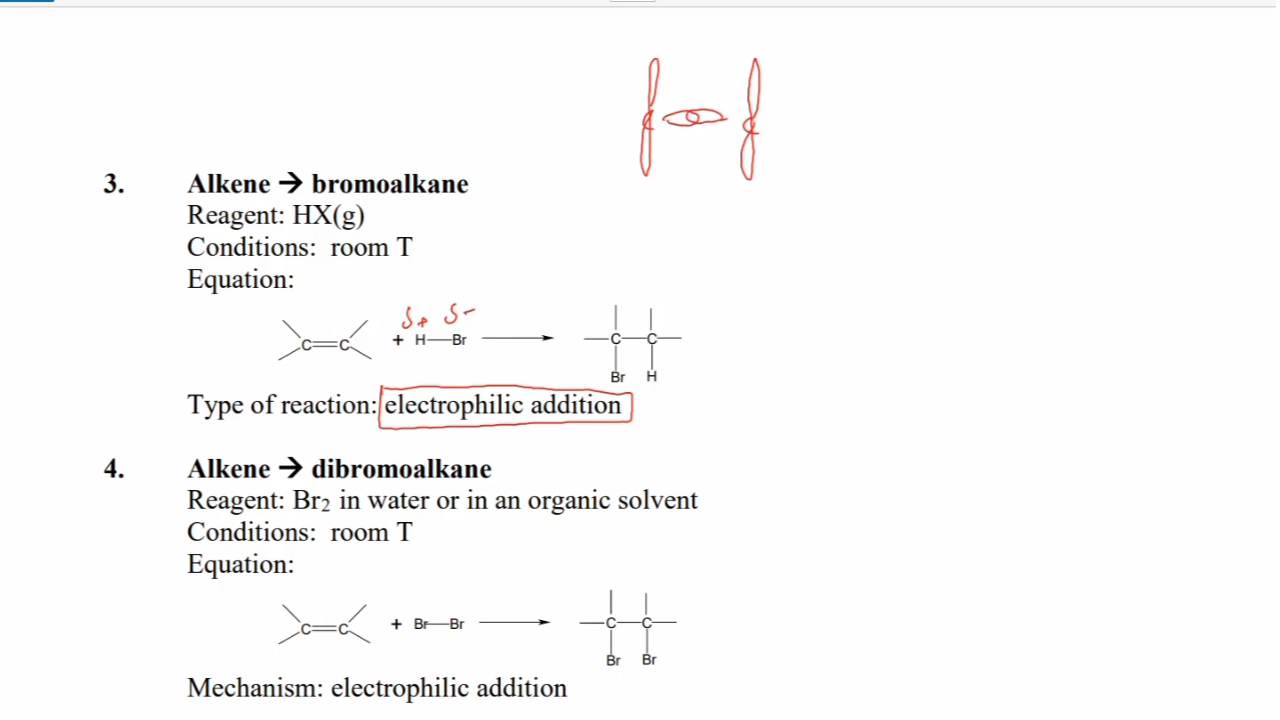 3. Alkene → bromoalkane
Reagent: HX(g)
Conditions: room T
Equation:
δ+ δ-
C C + H Br C C
Br H
Type of reaction: electrophilic addition
4. Alkene → dibromoalkane
Reagent: Br₂ in water or in an organic solvent
Conditions: room T
Equation:
C C + Br Br C C
Br Br
Mechanism: electrophilic addition